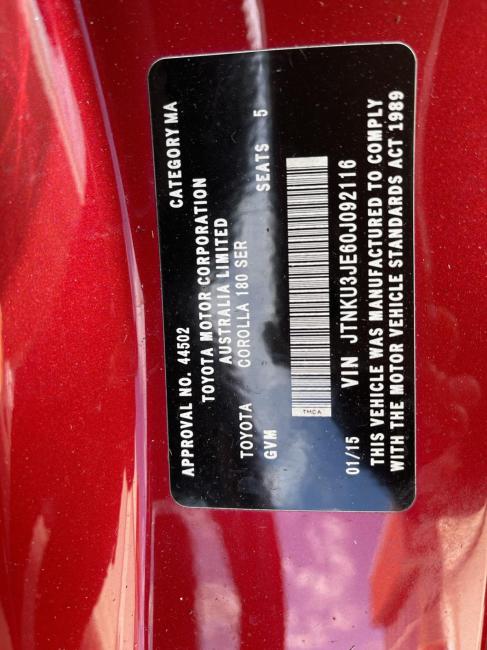 APPROVAL NO. 44502 CATEGORY MA
TOYOTA MOTOR CORPORATION
AUSTRALIA LIMITED
TOYOTA COROLLA 180 SER
GVM SEATS 5
TMCA
01/15 VIN JTNKU3JE60J092116
THIS VEHICLE WAS MANUFACTURED TO COMPLY
WITH THE MOTOR VEHICLE STANDARDS ACT 1989